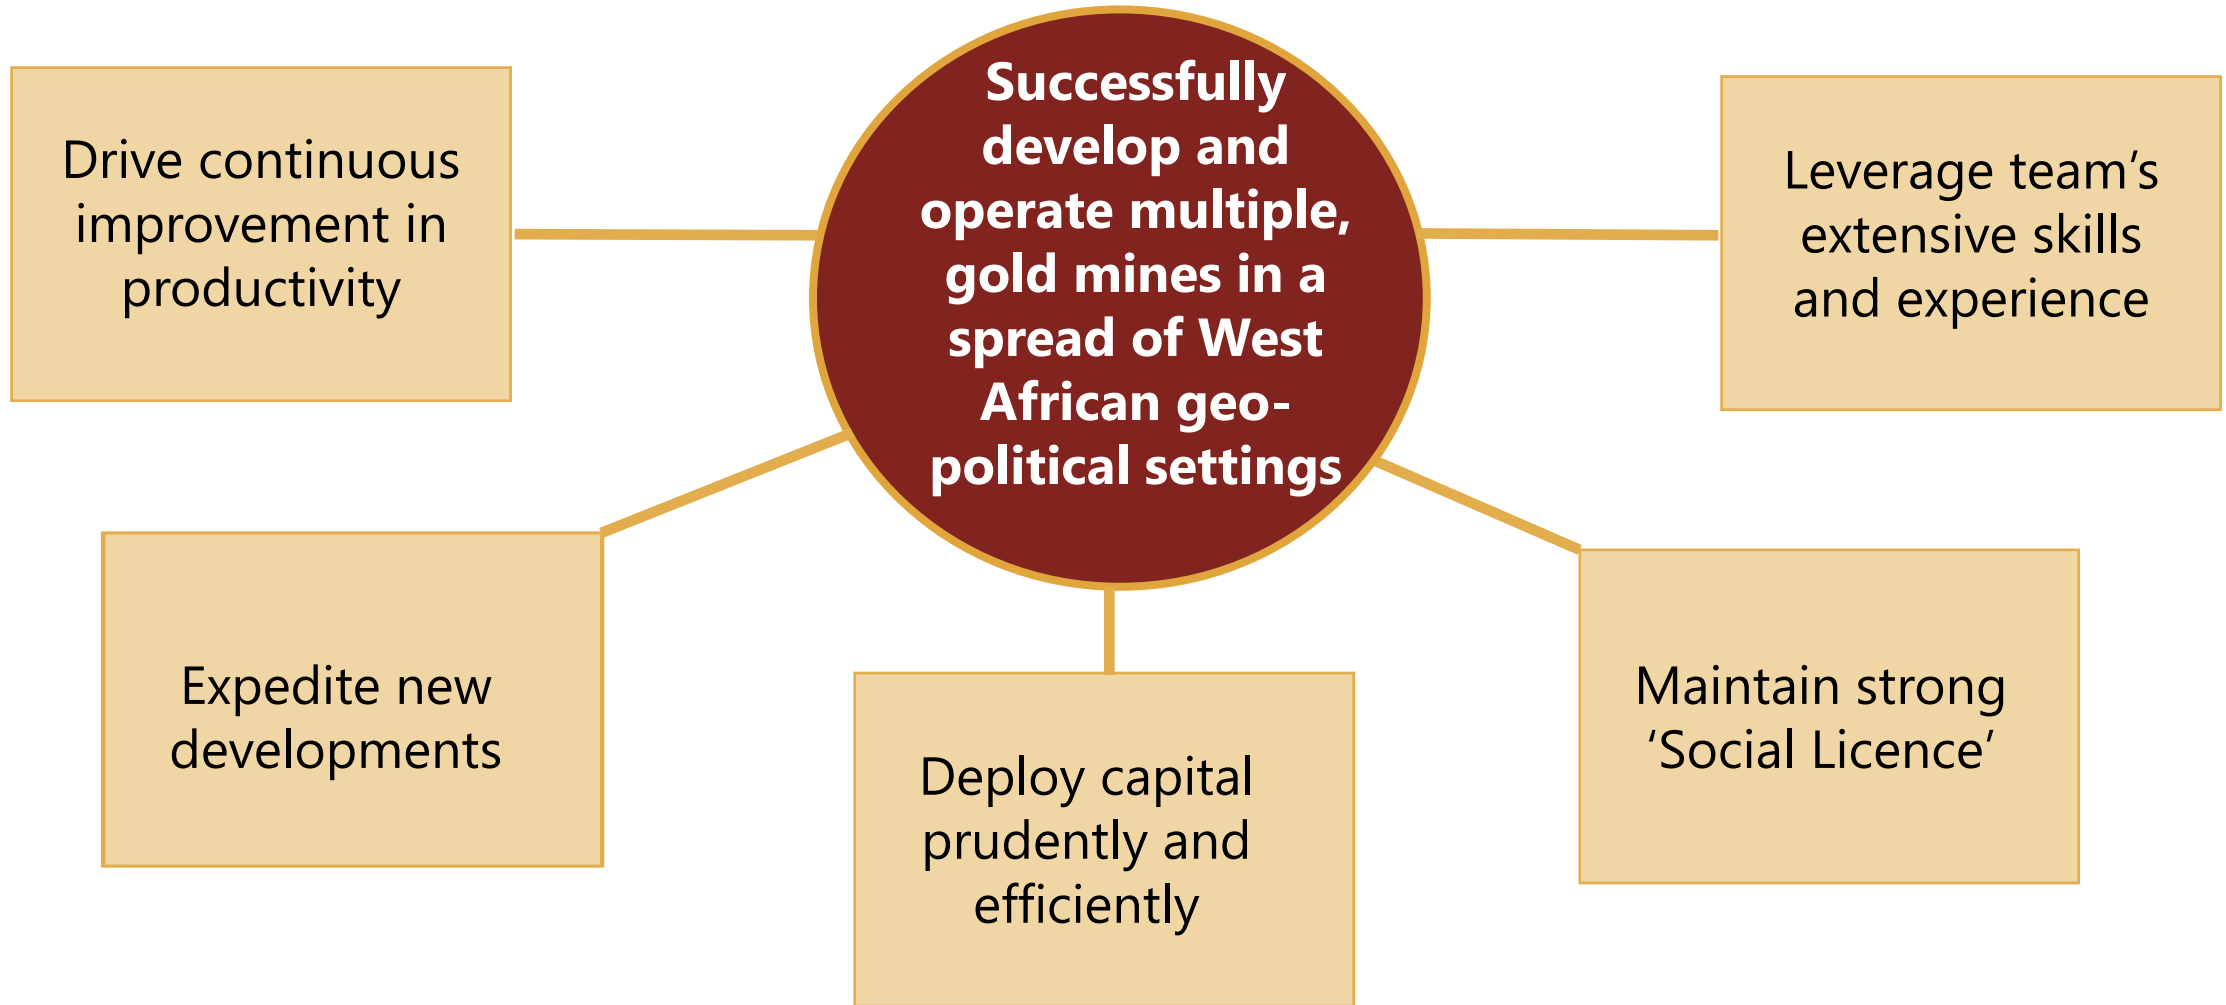 Successfully
develop and
operate multiple,
gold mines in a
spread of West
African geo-
political settings
Drive continuous
improvement in
productivity
Leverage team’s
extensive skills
and experience
Expedite new
developments
Deploy capital
prudently and
efficiently
Maintain strong
‘Social Licence’